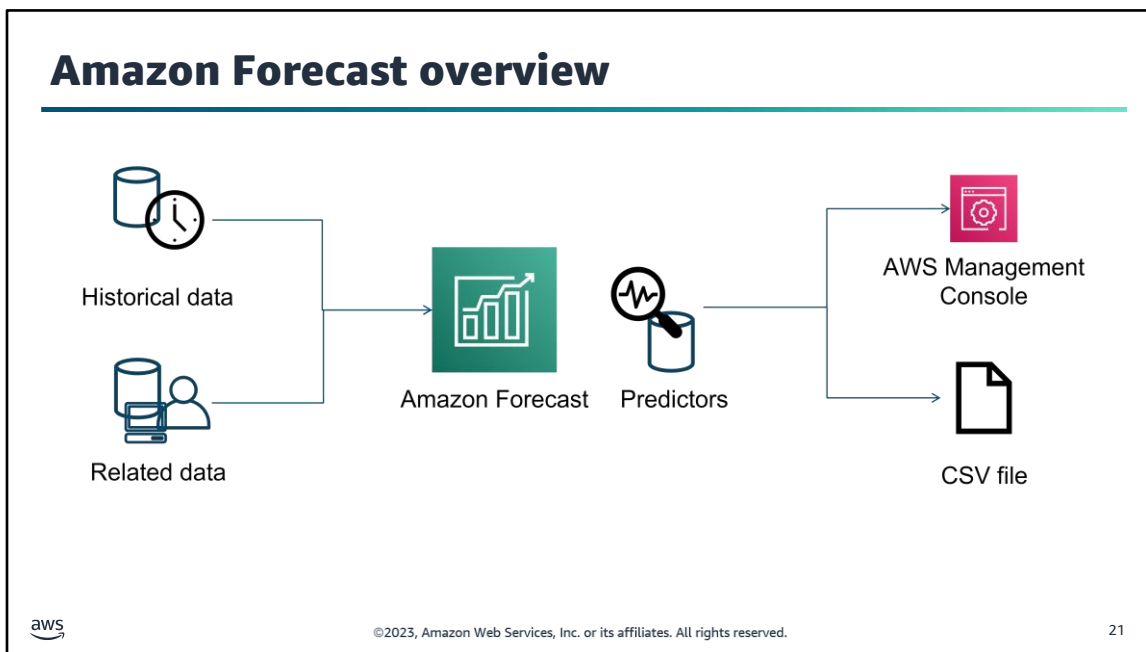 Amazon Forecast overview
Historical data
Related data
Amazon Forecast
Predictors
AWS Management
Console
CSV file
aws
©2023, Amazon Web Services, Inc. or its affiliates. All rights reserved.
21